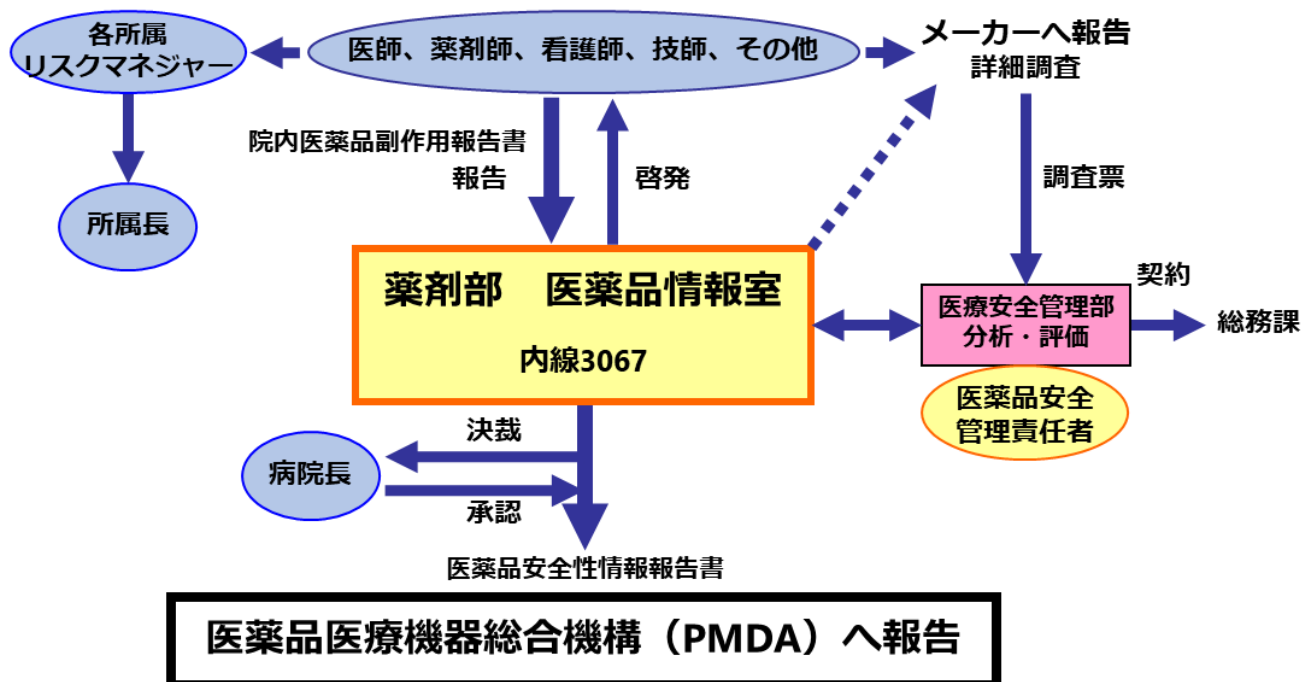 各所属
リスクマネジャー
医師、薬剤師、看護師、技師、その他
メーカーへ報告
詳細調査
院内医薬品副作用報告書
報告
啓発
調査票
所属長
薬剤部　医薬品情報室
内線3067
医療安全管理部
分析・評価
契約
総務課
医薬品安全
管理責任者
決裁
病院長
承認
医薬品安全性情報報告書
医薬品医療機器総合機構（PMDA）へ報告